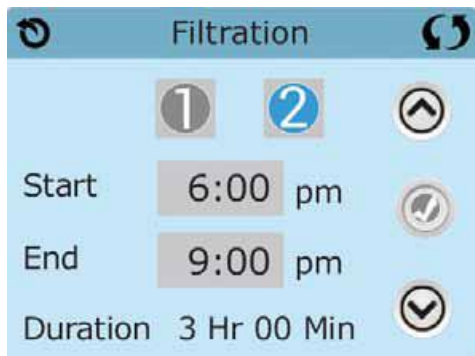 Filtration
1 2
Start 6:00 pm
End 9:00 pm
Duration 3 Hr 00 Min